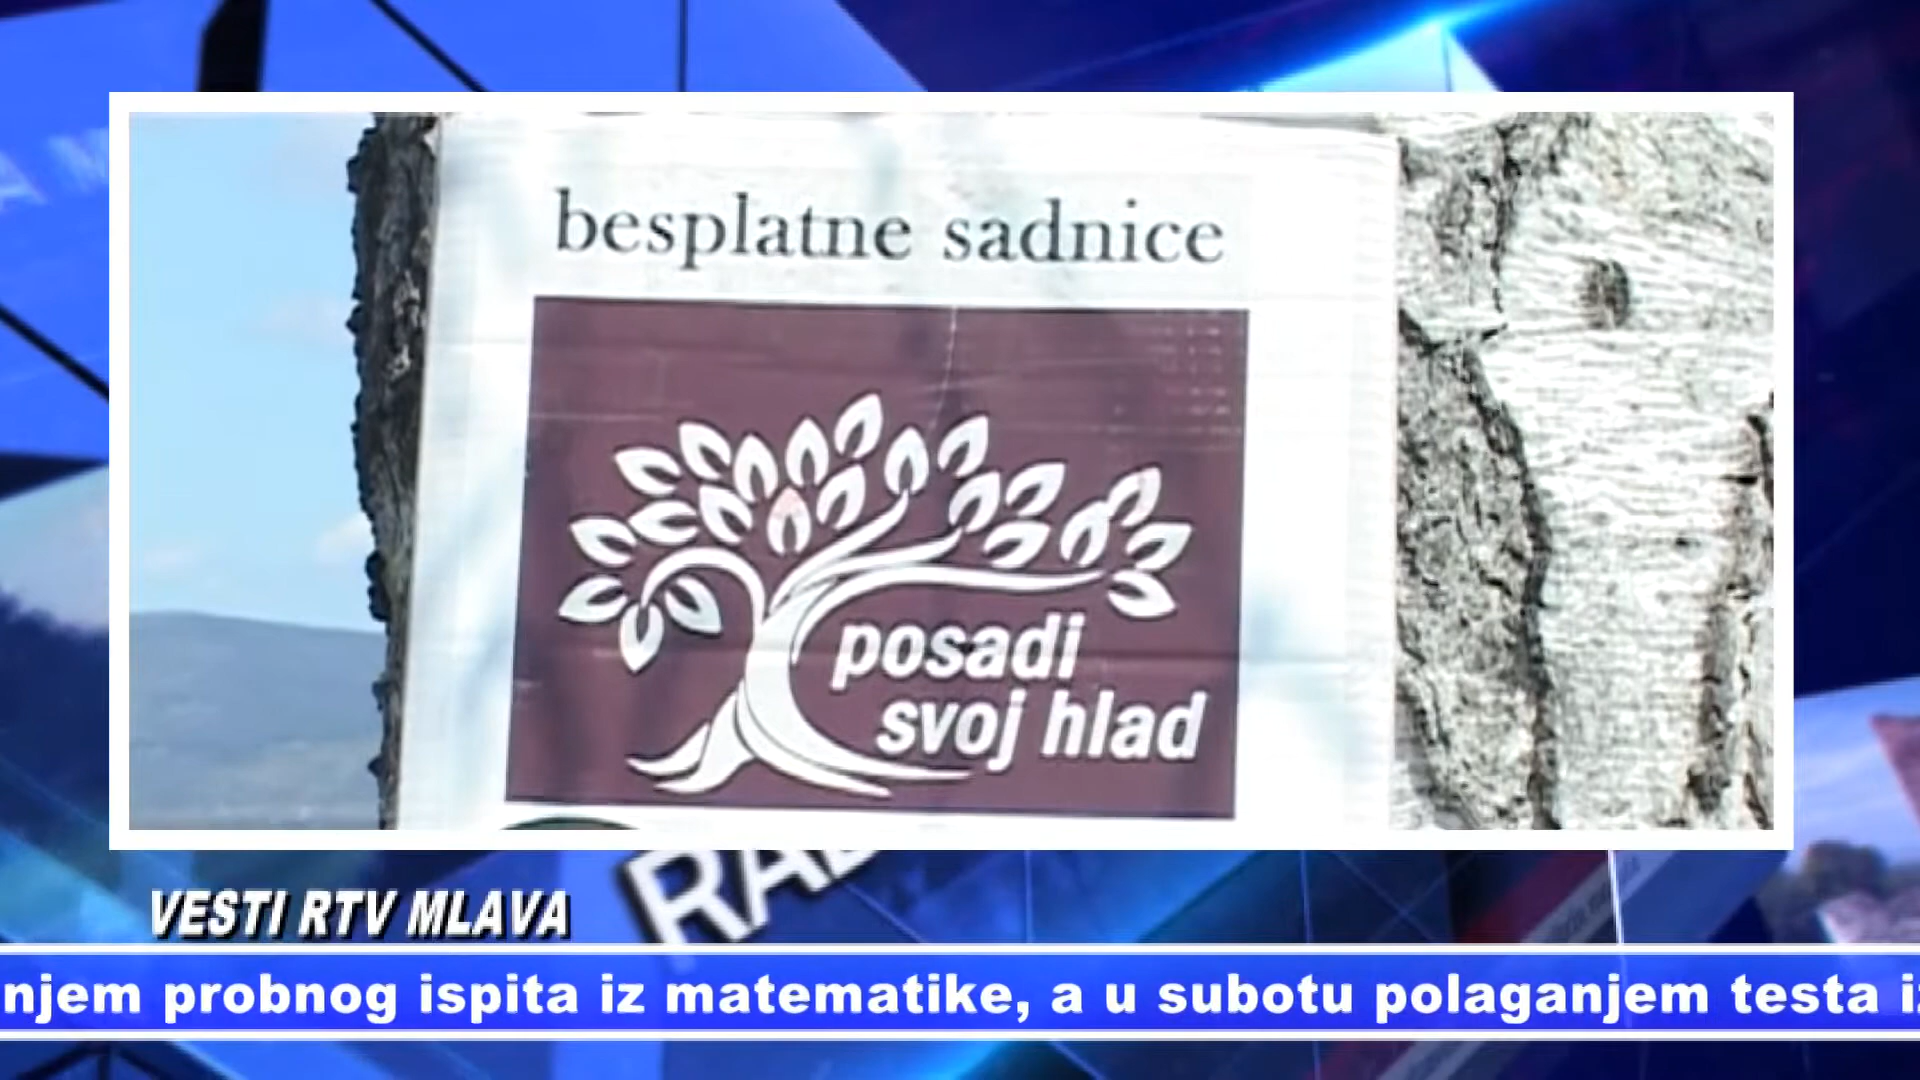 besplatne sadnice
posadi
svoj hlad
VESTI RTV MLAVA
njem probnog ispita iz matematike, a u subotu polaganjem testa